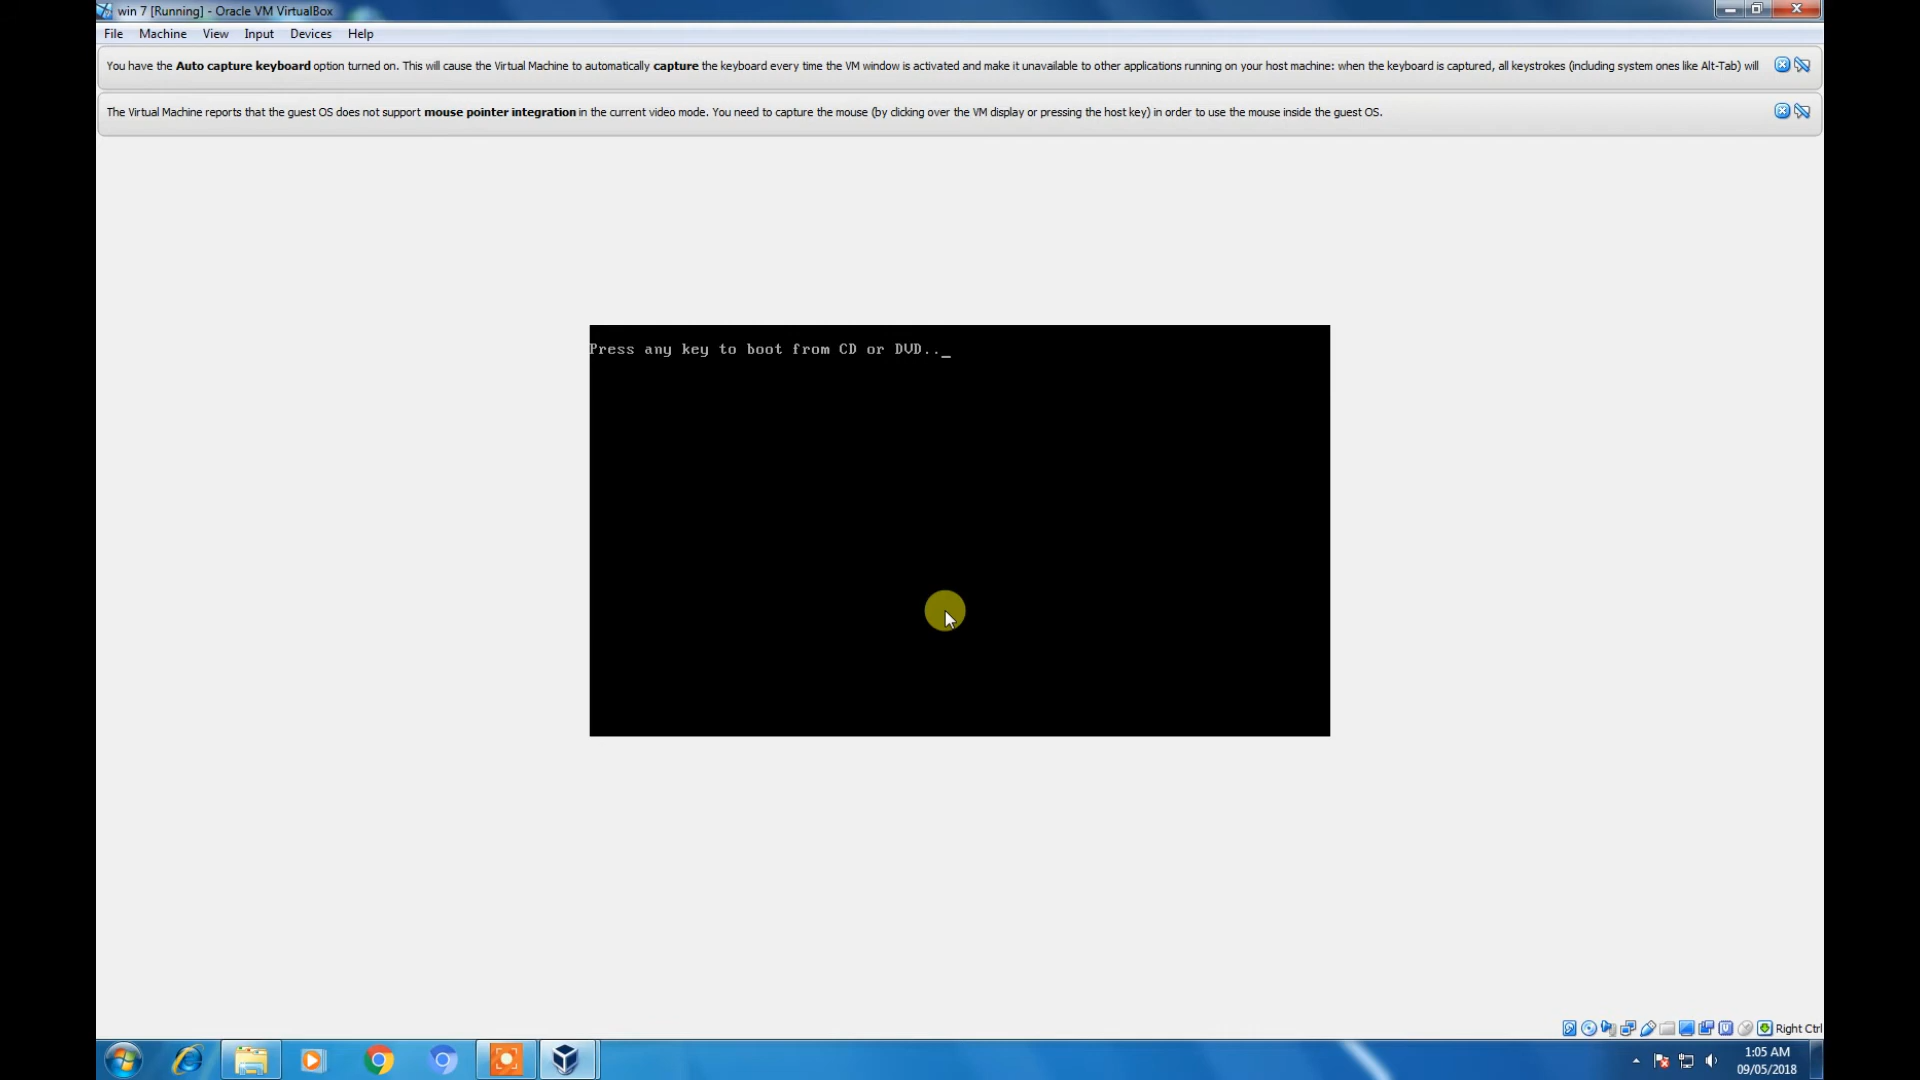 win 7 [Running] - Oracle VM VirtualBox
File Machine View Input Devices Help
You have the Auto capture keyboard option turned on. This will cause the Virtual Machine to automatically capture the keyboard every time the VM window is activated and make it unavailable to other applications running on your host machine: when the keyboard is captured, all keystrokes (including system ones like Alt-Tab) will
The Virtual Machine reports that the guest OS does not support mouse pointer integration in the current video mode. You need to capture the mouse (by clicking over the VM display or pressing the host key) in order to use the mouse inside the guest OS.
Press any key to boot from CD or DVD.._
Right Ctrl
1:05 AM
09/05/2018